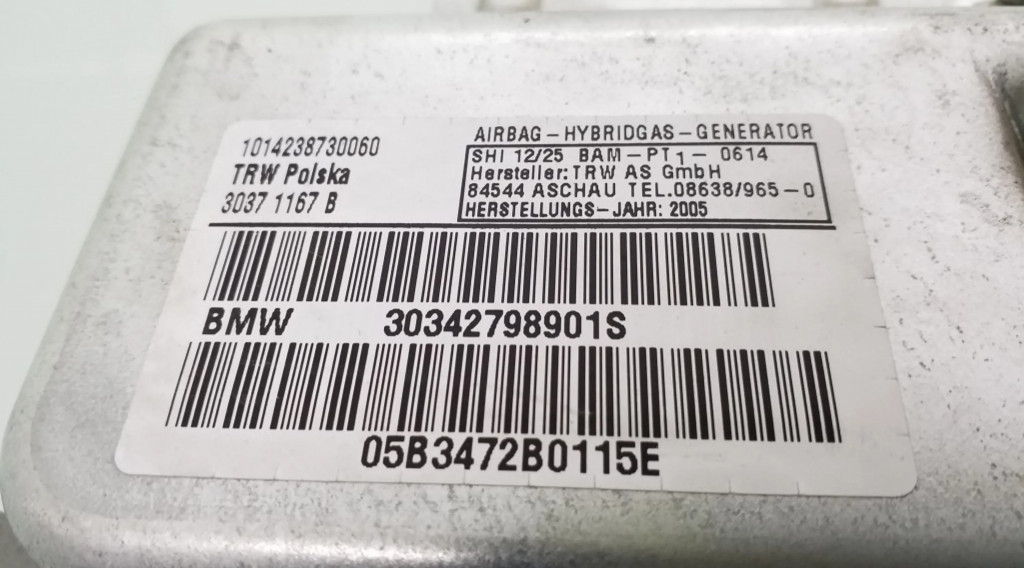 1014238730060
TRW Polska
3037 1167 B
AIRBAG-HYBRIDGAS-GENERATOR
SHI 12/25 BAM-PT1- 0614
Hersteller: TRW AS GmbH
84544 ASCHAU TEL.08638/965-0
HERSTELLUNGS-JAHR: 2005
BMW 30342798901S
05B3472B0115E